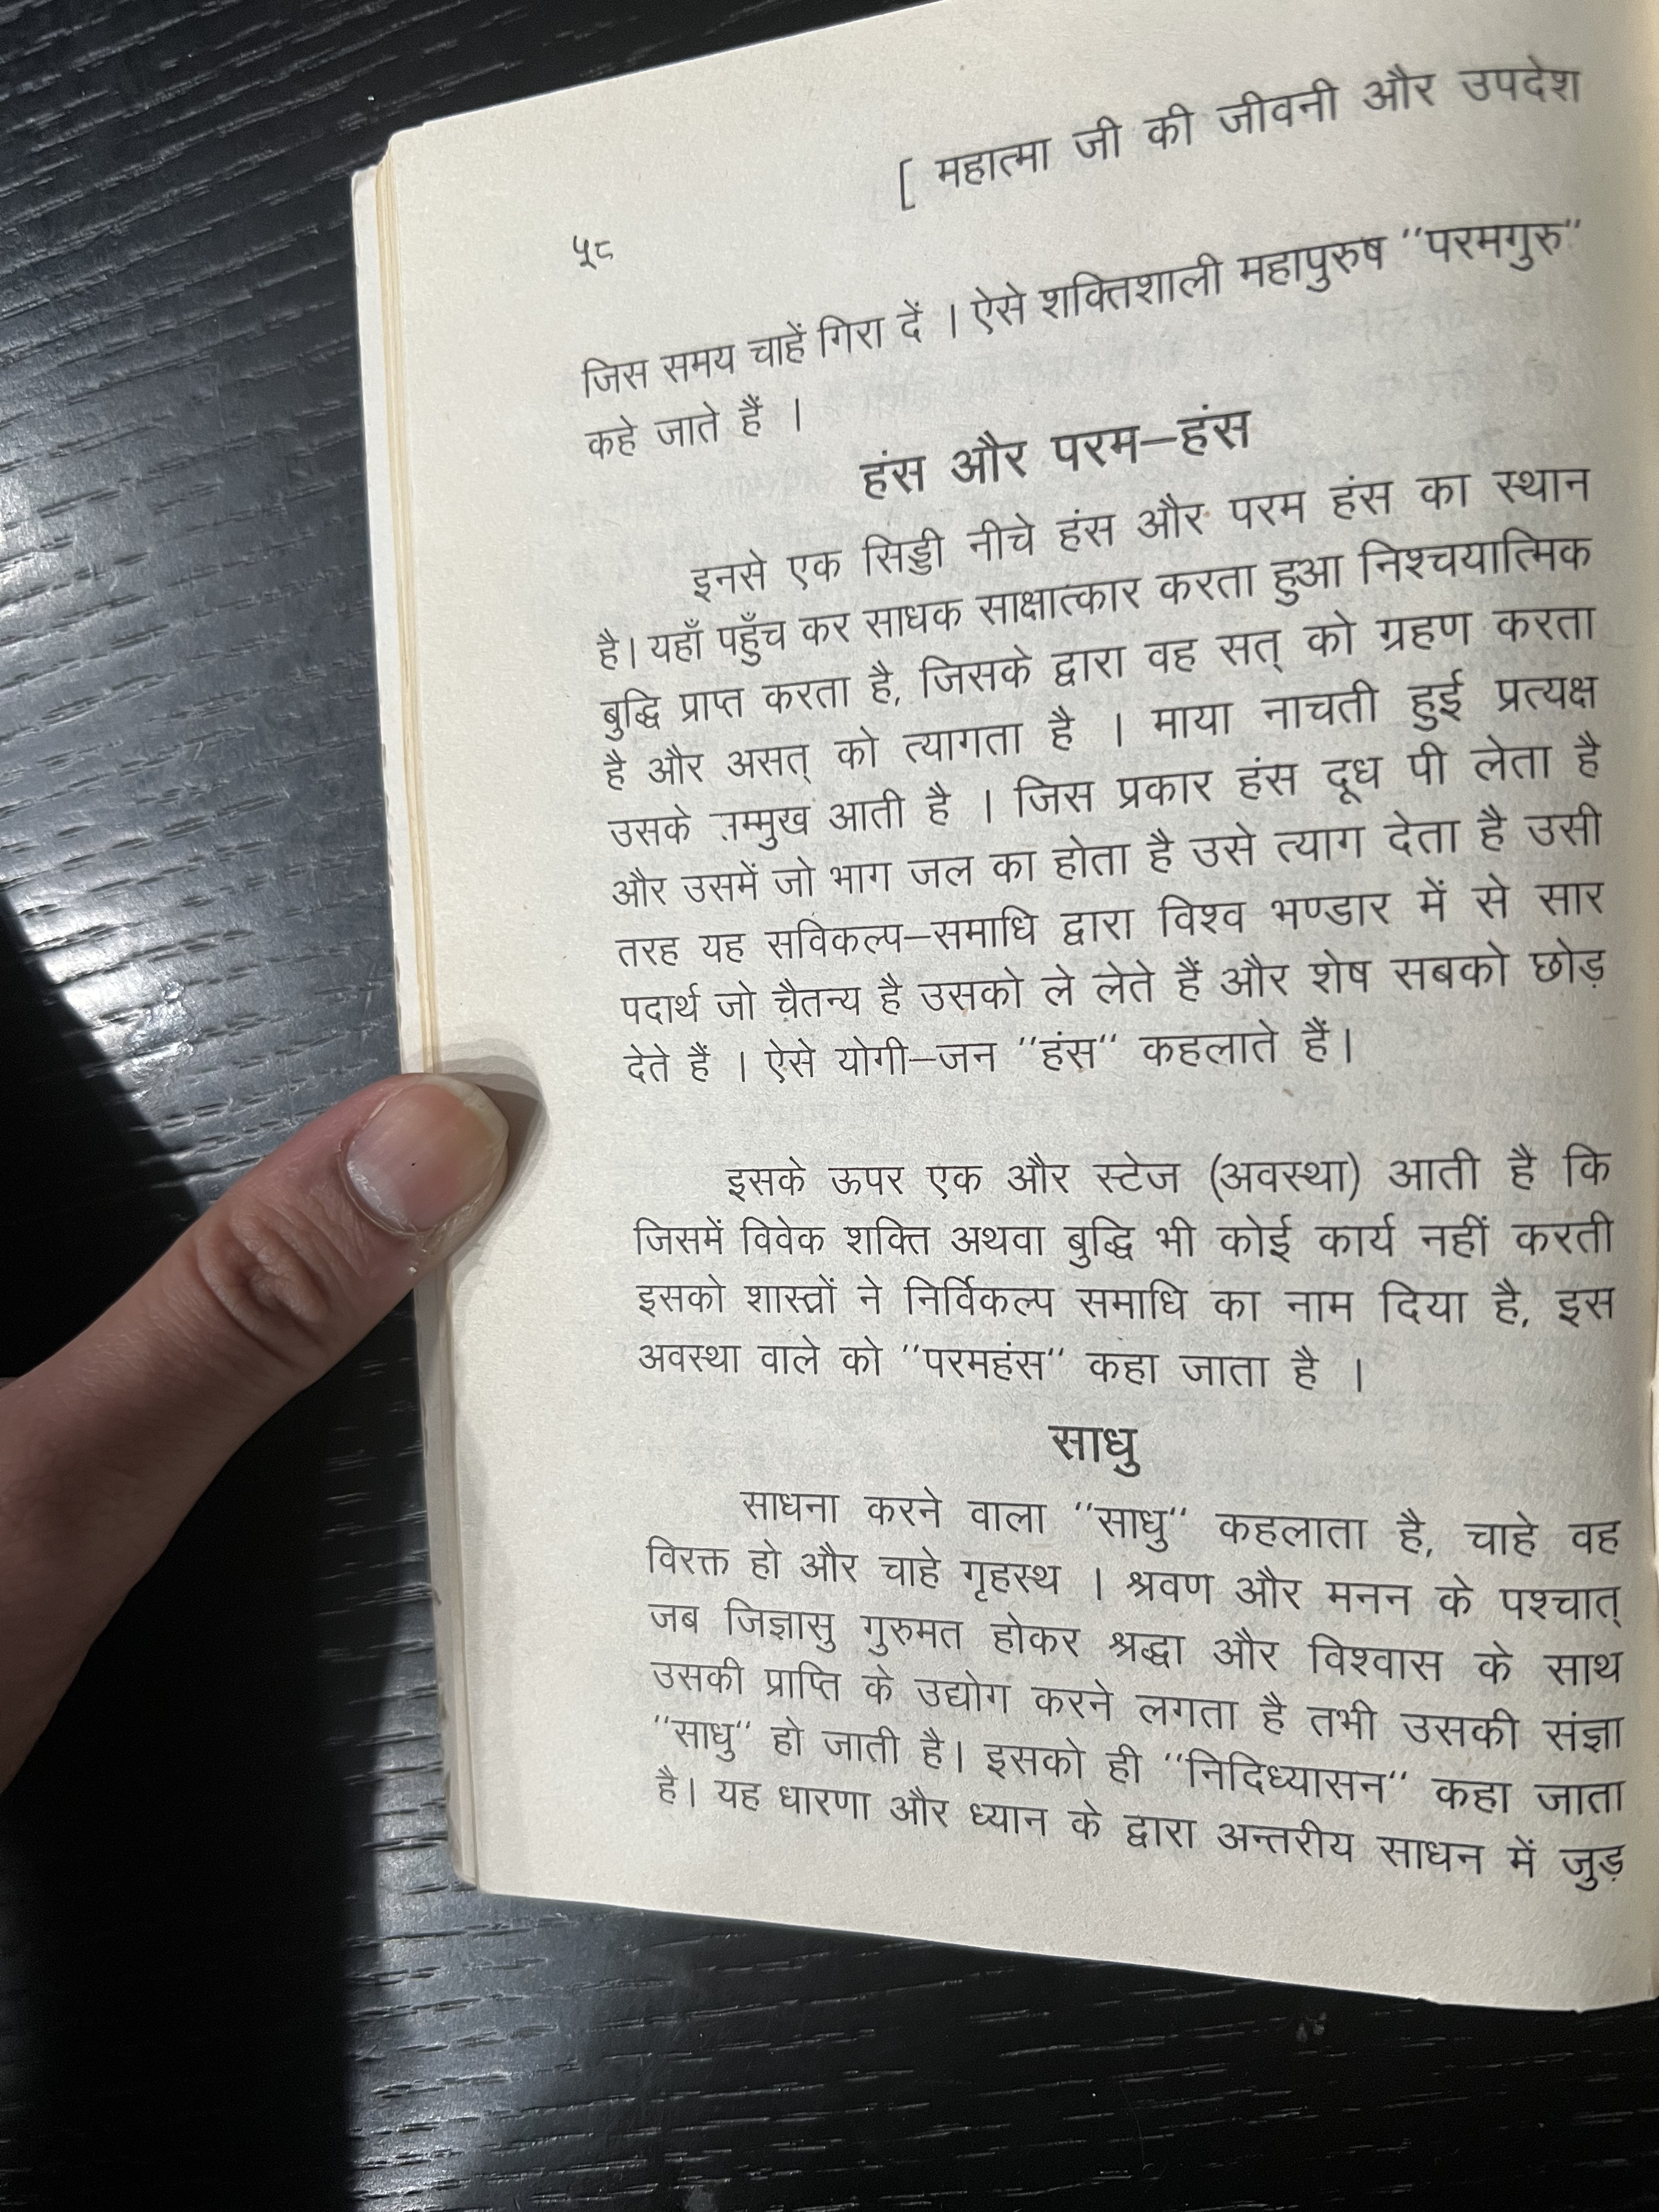 [ महात्मा जी की जीवनी और उपदेश
५८
जिस समय चाहें गिरा दें । ऐसे शक्तिशाली महापुरुष "परमगुरु"
कहे जाते हैं ।
हंस और परम–हंस
इनसे एक सिड्डी नीचे हंस और परम हंस का स्थान
है। यहाँ पहुँच कर साधक साक्षात्कार करता हुआ निश्चयात्मिक
बुद्धि प्राप्त करता है, जिसके द्वारा वह सत् को ग्रहण करता
है और असत् को त्यागता है । माया नाचती हुई प्रत्यक्ष
उसके सम्मुख आती है । जिस प्रकार हंस दूध पी लेता है
और उसमें जो भाग जल का होता है उसे त्याग देता है उसी
तरह यह सविकल्प–समाधि द्वारा विश्व भण्डार में से सार
पदार्थ जो चैतन्य है उसको ले लेते हैं और शेष सबको छोड़
देते हैं । ऐसे योगी–जन "हंस" कहलाते हैं।
इसके ऊपर एक और स्टेज (अवस्था) आती है कि
जिसमें विवेक शक्ति अथवा बुद्धि भी कोई कार्य नहीं करती
इसको शास्त्रों ने निर्विकल्प समाधि का नाम दिया है, इस
अवस्था वाले को "परमहंस" कहा जाता है ।
साधु
साधना करने वाला "साधु" कहलाता है, चाहे वह
विरक्त हो और चाहे गृहस्थ । श्रवण और मनन के पश्चात्
जब जिज्ञासु गुरुमत होकर श्रद्धा और विश्वास के साथ
उसकी प्राप्ति के उद्योग करने लगता है तभी उसकी संज्ञा
"साधु" हो जाती है। इसको ही "निदिध्यासन" कहा जाता
है। यह धारणा और ध्यान के द्वारा अन्तरीय साधन में जुड़